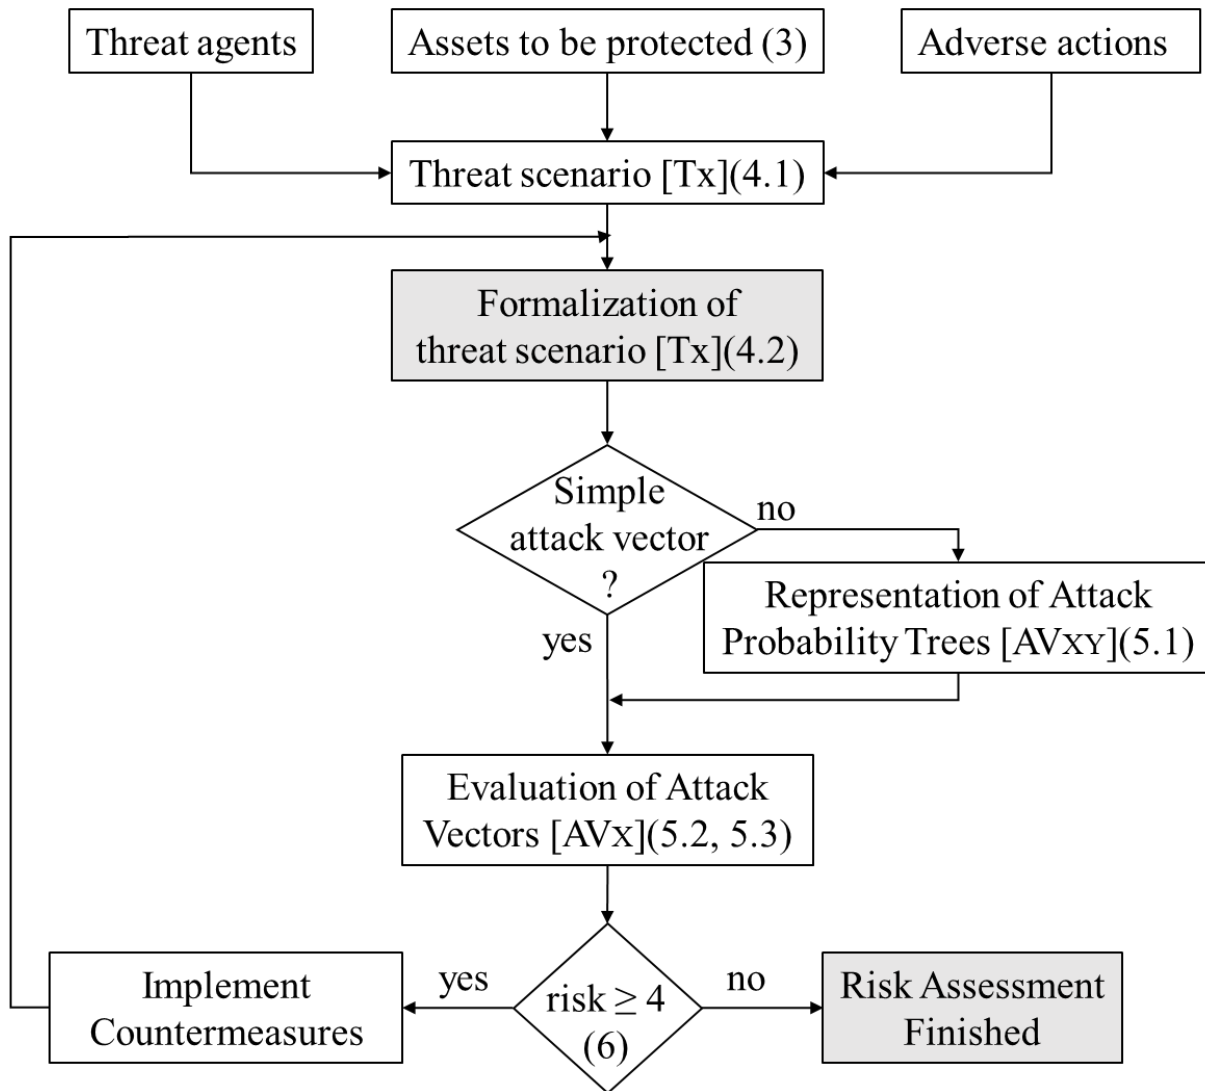 Threat agents
Assets to be protected (3)
Adverse actions
Threat scenario [Tx](4.1)
Formalization of
threat scenario [Tx](4.2)
Simple
attack vector
?
no
yes
Representation of Attack
Probability Trees [AVXY](5.1)
Evaluation of Attack
Vectors [AVX](5.2, 5.3)
Implement
Countermeasures
yes
risk ≥ 4
(6)
no
Risk Assessment
Finished